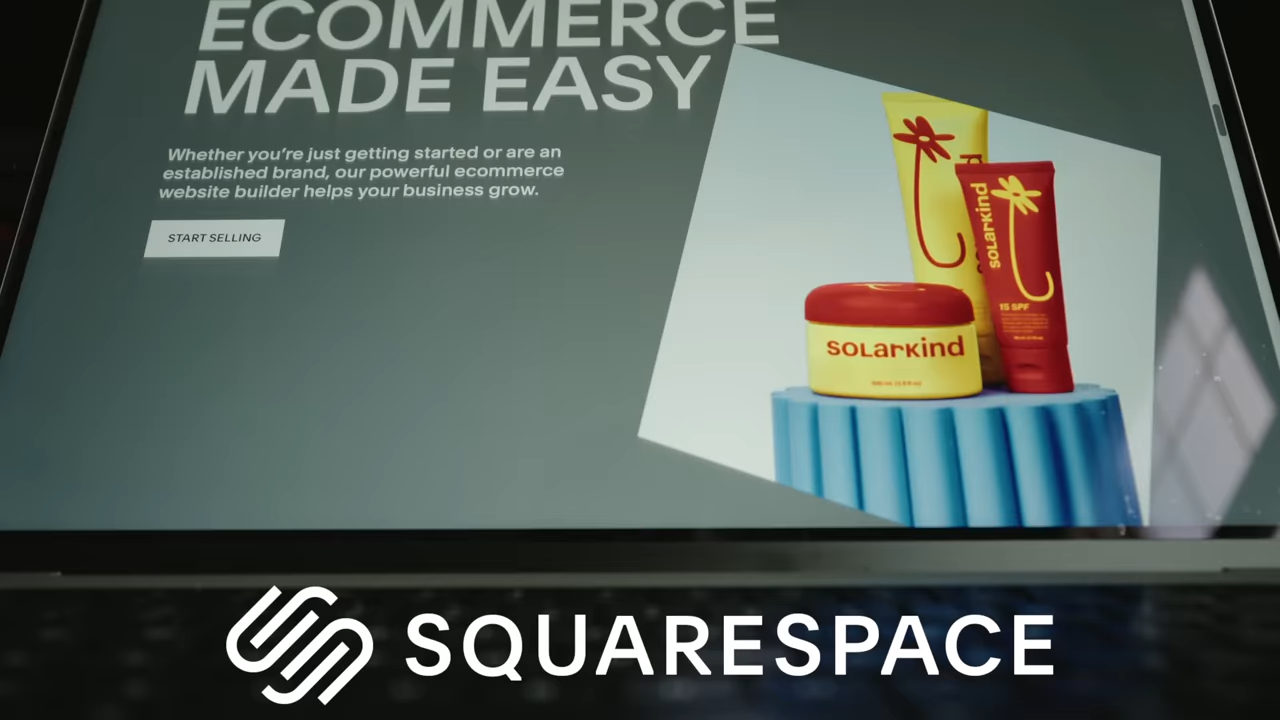 ECOMMERCE
MADE EASY
Whether you're just getting started or are an
established brand, our powerful ecommerce
website builder helps your business grow.
START SELLING
solarkind
solarkind
15 SPF
SQUARESPACE